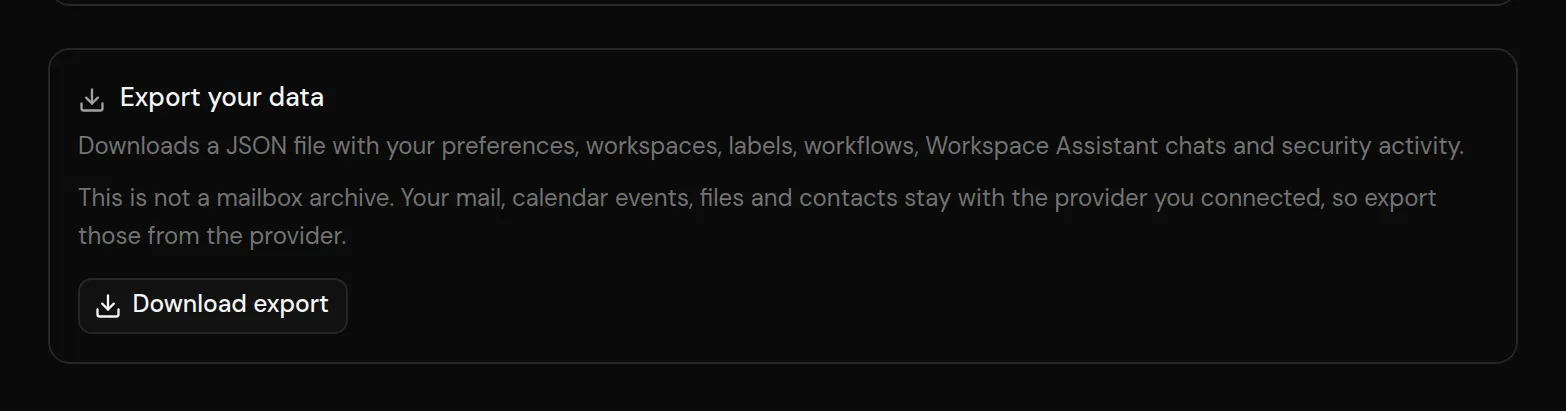 Export your data
Downloads a JSON file with your preferences, workspaces, labels, workflows, Workspace Assistant chats and security activity.
This is not a mailbox archive. Your mail, calendar events, files and contacts stay with the provider you connected, so export
those from the provider.
Download export